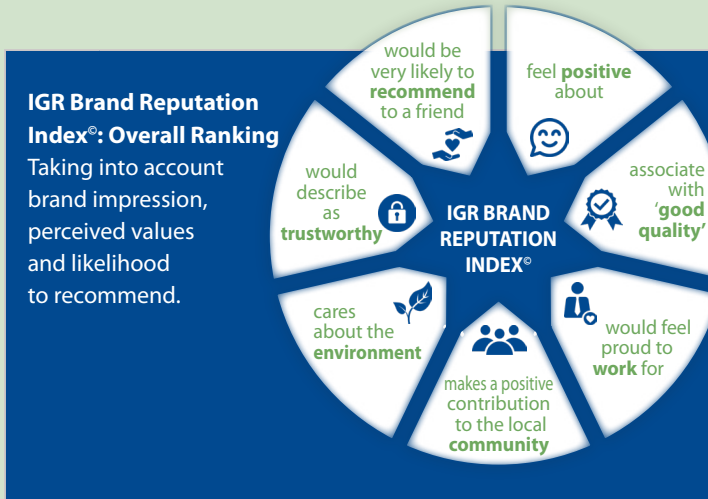 IGR Brand Reputation
Index©: Overall Ranking
Taking into account
brand impression,
perceived values
and likelihood
to recommend.
would be
very likely to
recommend
to a friend
feel positive
about
associate
with
‘good
quality’
would feel
proud to
work for
makes a positive
contribution
to the local
community
cares
about the
environment
would
describe
as
trustworthy
IGR BRAND
REPUTATION
INDEX©